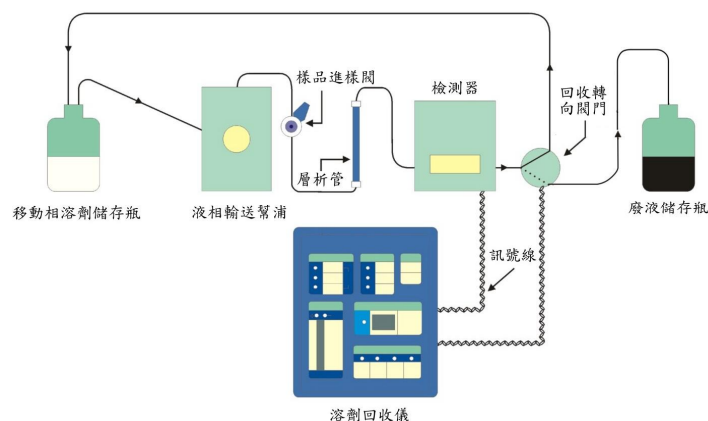 樣品進樣閥
檢測器
回收轉
向閥門
層析管
移動相溶劑儲存瓶
液相輸送幫浦
廢液儲存瓶
訊號線
溶劑回收儀